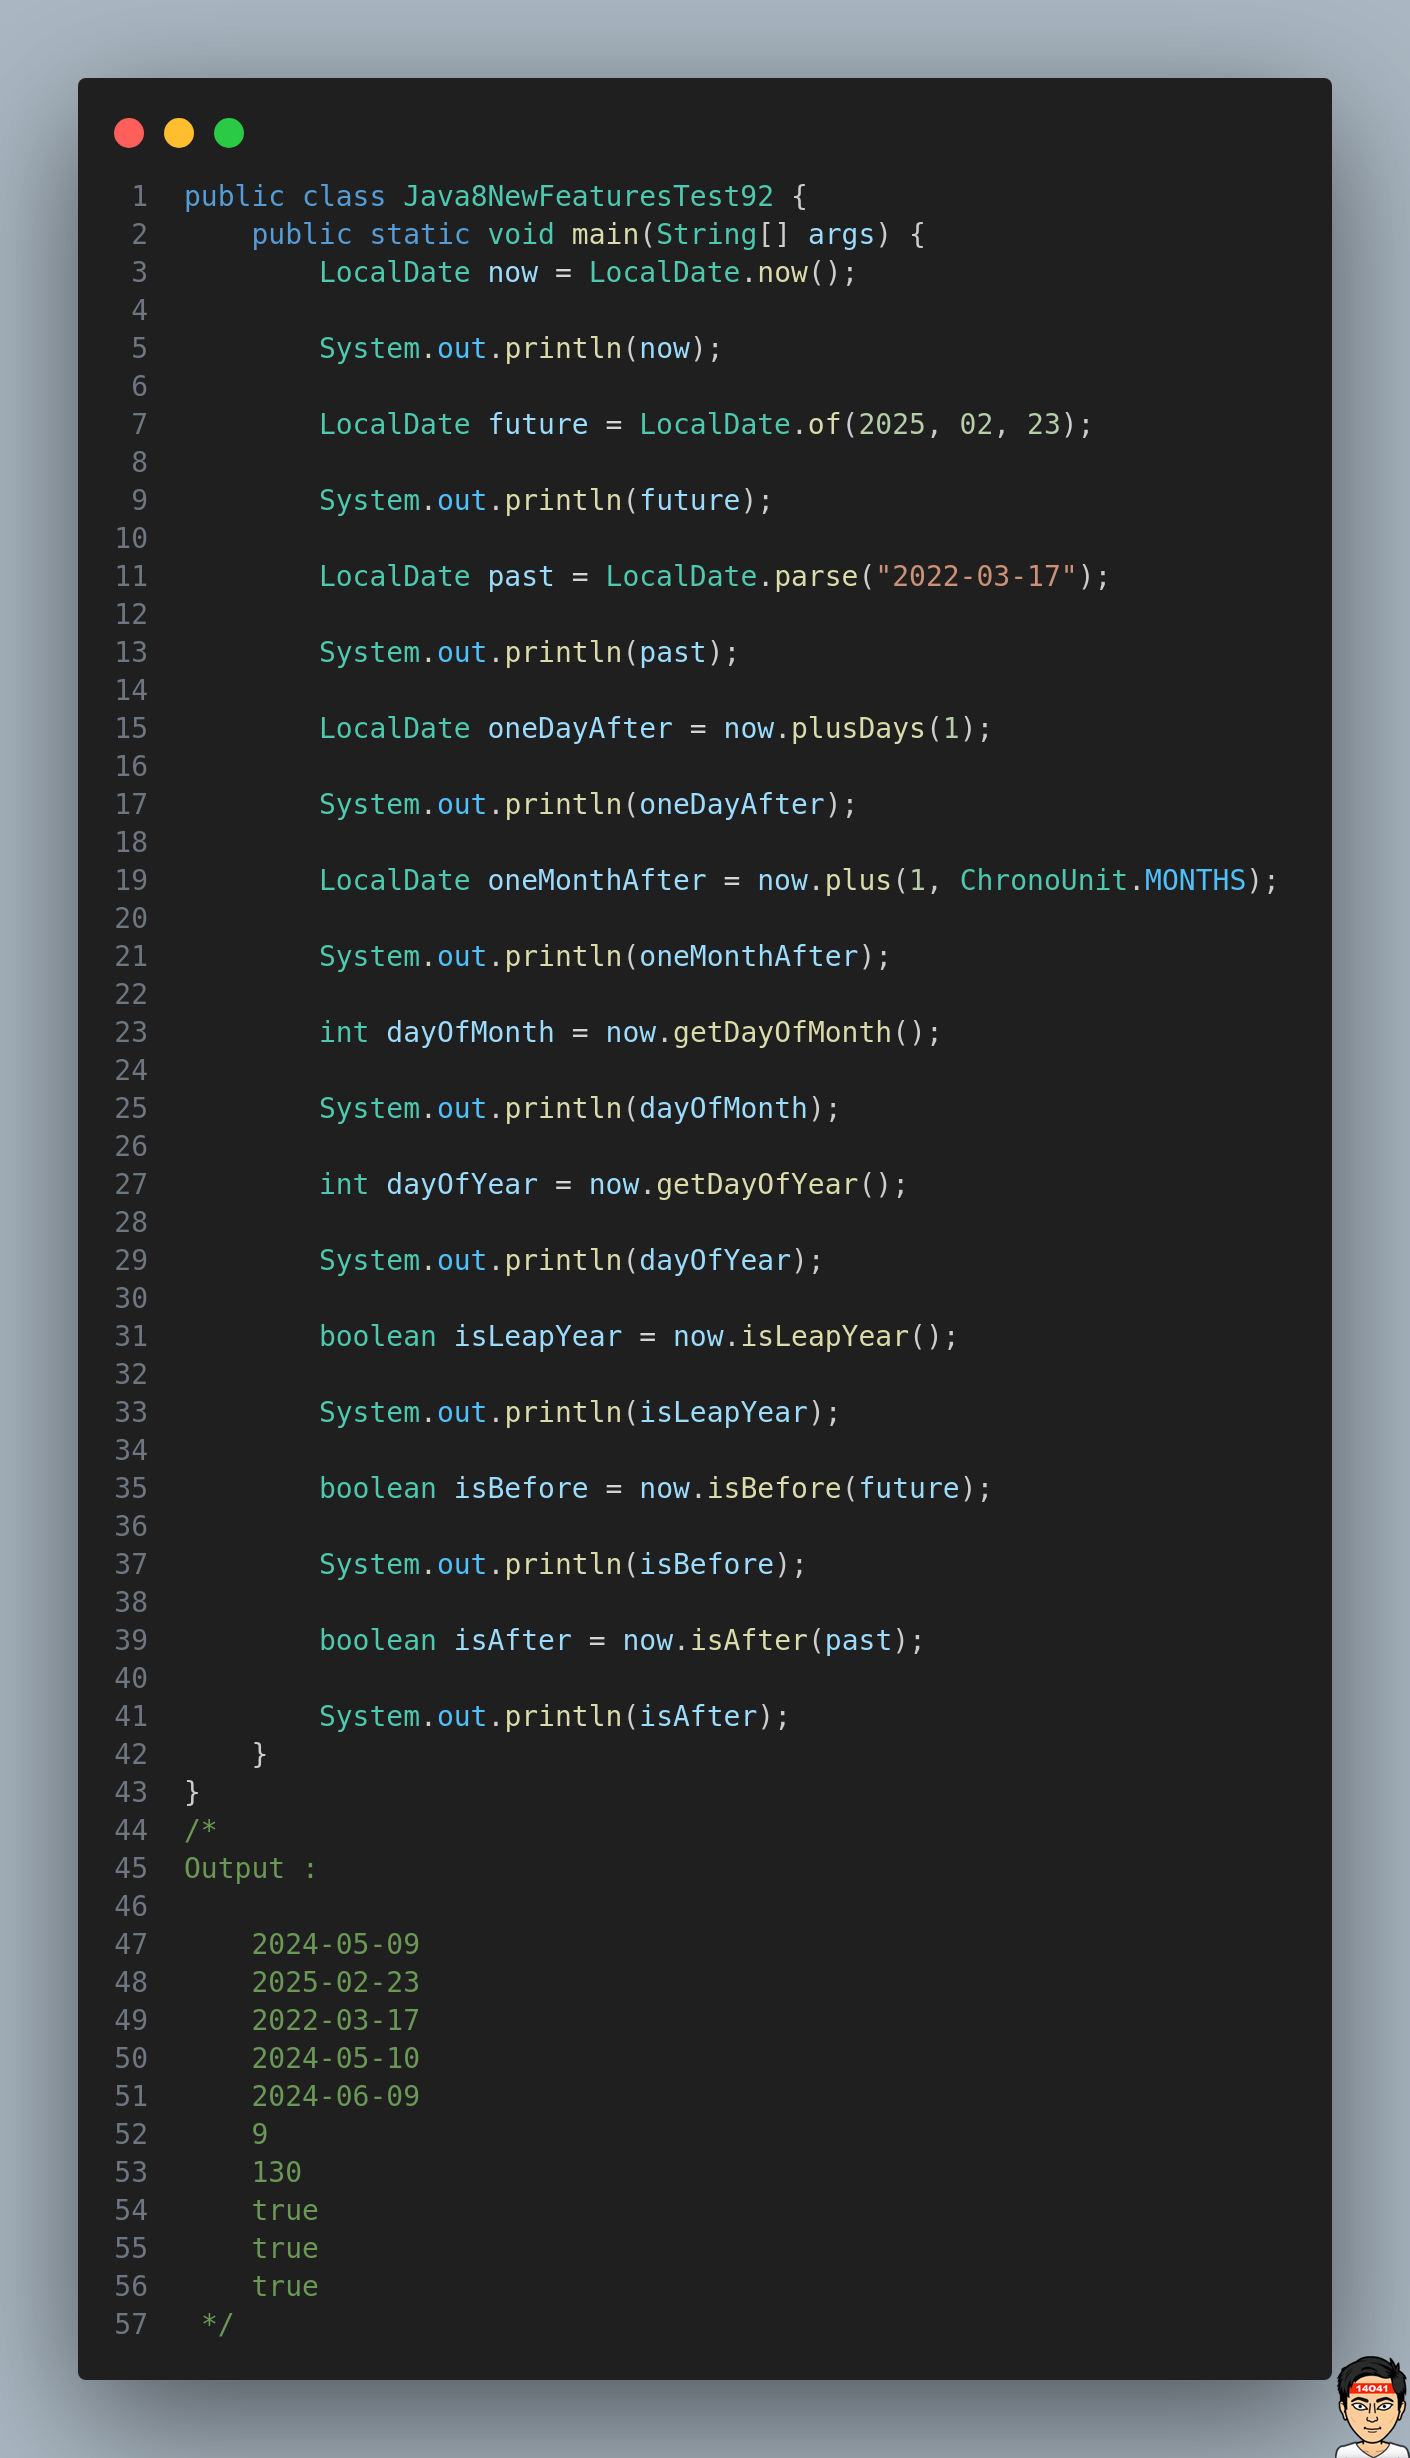 1 public class Java8NewFeaturesTest92 {
2     public static void main(String[] args) {
3         LocalDate now = LocalDate.now();
4
5         System.out.println(now);
6
7         LocalDate future = LocalDate.of(2025, 02, 23);
8
9         System.out.println(future);
10
11         LocalDate past = LocalDate.parse("2022-03-17");
12
13         System.out.println(past);
14
15         LocalDate oneDayAfter = now.plusDays(1);
16
17         System.out.println(oneDayAfter);
18
19         LocalDate oneMonthAfter = now.plus(1, ChronoUnit.MONTHS);
20
21         System.out.println(oneMonthAfter);
22
23         int dayOfMonth = now.getDayOfMonth();
24
25         System.out.println(dayOfMonth);
26
27         int dayOfYear = now.getDayOfYear();
28
29         System.out.println(dayOfYear);
30
31         boolean isLeapYear = now.isLeapYear();
32
33         System.out.println(isLeapYear);
34
35         boolean isBefore = now.isBefore(future);
36
37         System.out.println(isBefore);
38
39         boolean isAfter = now.isAfter(past);
40
41         System.out.println(isAfter);
42     }
43 }
44 /*
45 Output :
46
47     2024-05-09
48     2025-02-23
49     2022-03-17
50     2024-05-10
51     2024-06-09
52     9
53     130
54     true
55     true
56     true
57  */
14041